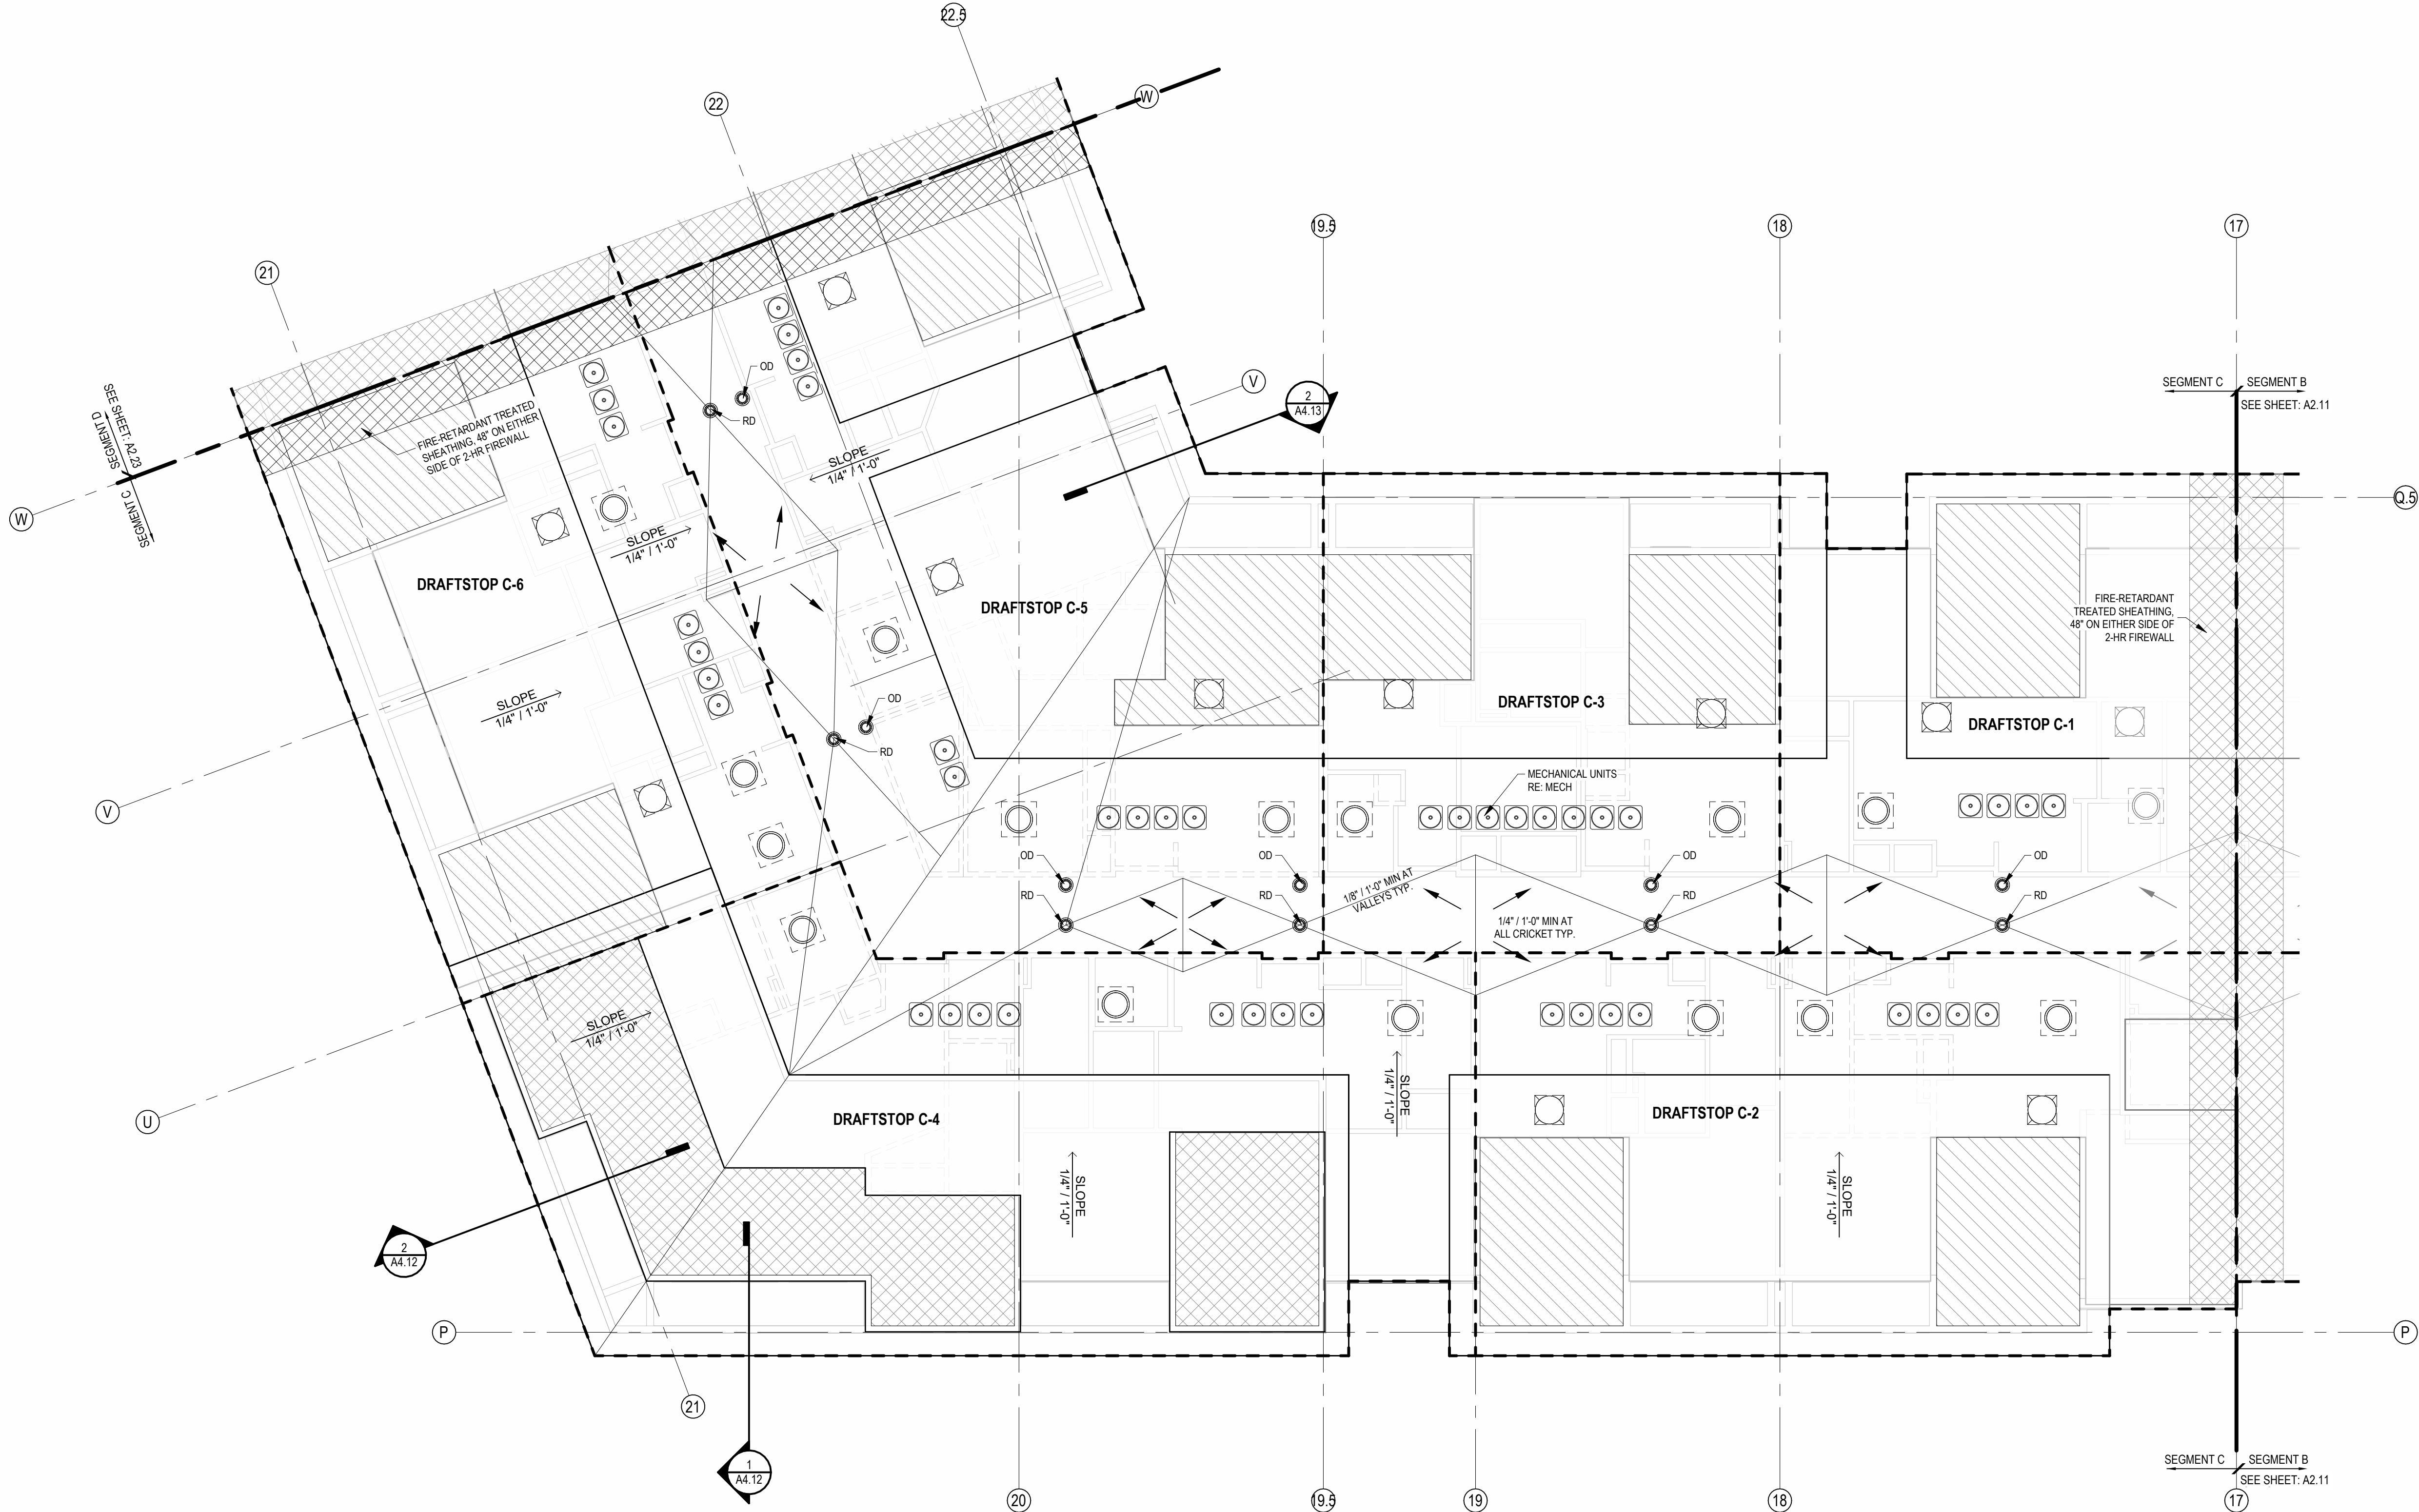 22.5
W
22
19.5
18
17
21
SEGMENT C
SEGMENT B
SEE SHEET: A2.11
OD
RD
V
2
A4.13
SEE SHEET: A2.23
SEGMENT D
SEGMENT C
FIRE-RETARDANT TREATED
SHEATHING, 48" ON EITHER
SIDE OF 2-HR FIREWALL
SLOPE
1/4" / 1'-0"
W
Q.5
SLOPE
1/4" / 1'-0"
DRAFTSTOP C-6
DRAFTSTOP C-5
FIRE-RETARDANT
TREATED SHEATHING,
48" ON EITHER SIDE OF
2-HR FIREWALL
SLOPE
1/4" / 1'-0"
OD
RD
DRAFTSTOP C-3
DRAFTSTOP C-1
MECHANICAL UNITS
RE: MECH
V
OD
OD
OD
OD
RD
RD
RD
RD
1/8" / 1'-0" MIN AT
VALLEYS TYP.
1/4" / 1'-0" MIN AT
ALL CRICKET TYP.
SLOPE
1/4" / 1'-0"
U
SLOPE
1/4" / 1'-0"
DRAFTSTOP C-4
DRAFTSTOP C-2
SLOPE
1/4" / 1'-0"
SLOPE
1/4" / 1'-0"
2
A4.12
P
P
21
1
A4.12
SEGMENT C
SEGMENT B
SEE SHEET: A2.11
20
19.5
19
18
17